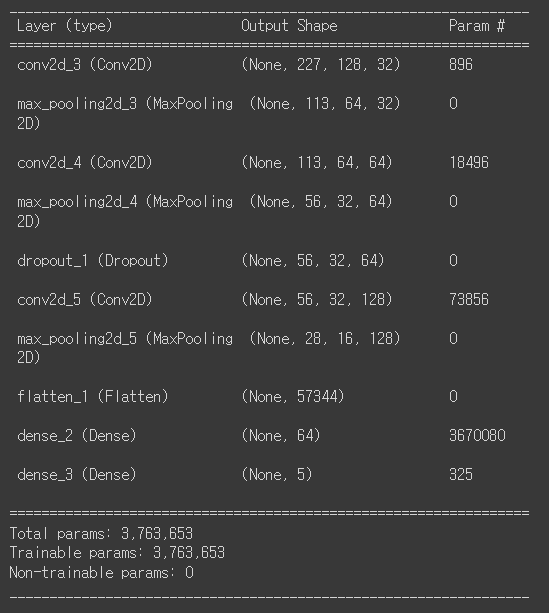 _________________________________________________________________
Layer (type) Output Shape Param #
=================================================================
conv2d_3 (Conv2D) (None, 227, 128, 32) 896
max_pooling2d_3 (MaxPooling (None, 113, 64, 32) 0
2D)
conv2d_4 (Conv2D) (None, 113, 64, 64) 18496
max_pooling2d_4 (MaxPooling (None, 56, 32, 64) 0
2D)
dropout_1 (Dropout) (None, 56, 32, 64) 0
conv2d_5 (Conv2D) (None, 56, 32, 128) 73856
max_pooling2d_5 (MaxPooling (None, 28, 16, 128) 0
2D)
flatten_1 (Flatten) (None, 57344) 0
dense_2 (Dense) (None, 64) 3670080
dense_3 (Dense) (None, 5) 325
=================================================================
Total params: 3,763,653
Trainable params: 3,763,653
Non-trainable params: 0
_________________________________________________________________